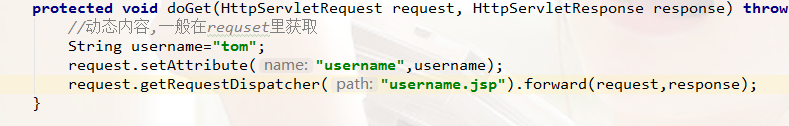 protected void doGet(HttpServletRequest request, HttpServletResponse response) throw
//动态内容,一般在requset里获取
String username="tom";
request.setAttribute( name: "username",username);
request.getRequestDispatcher( path: "username.jsp").forward(request,response);
}